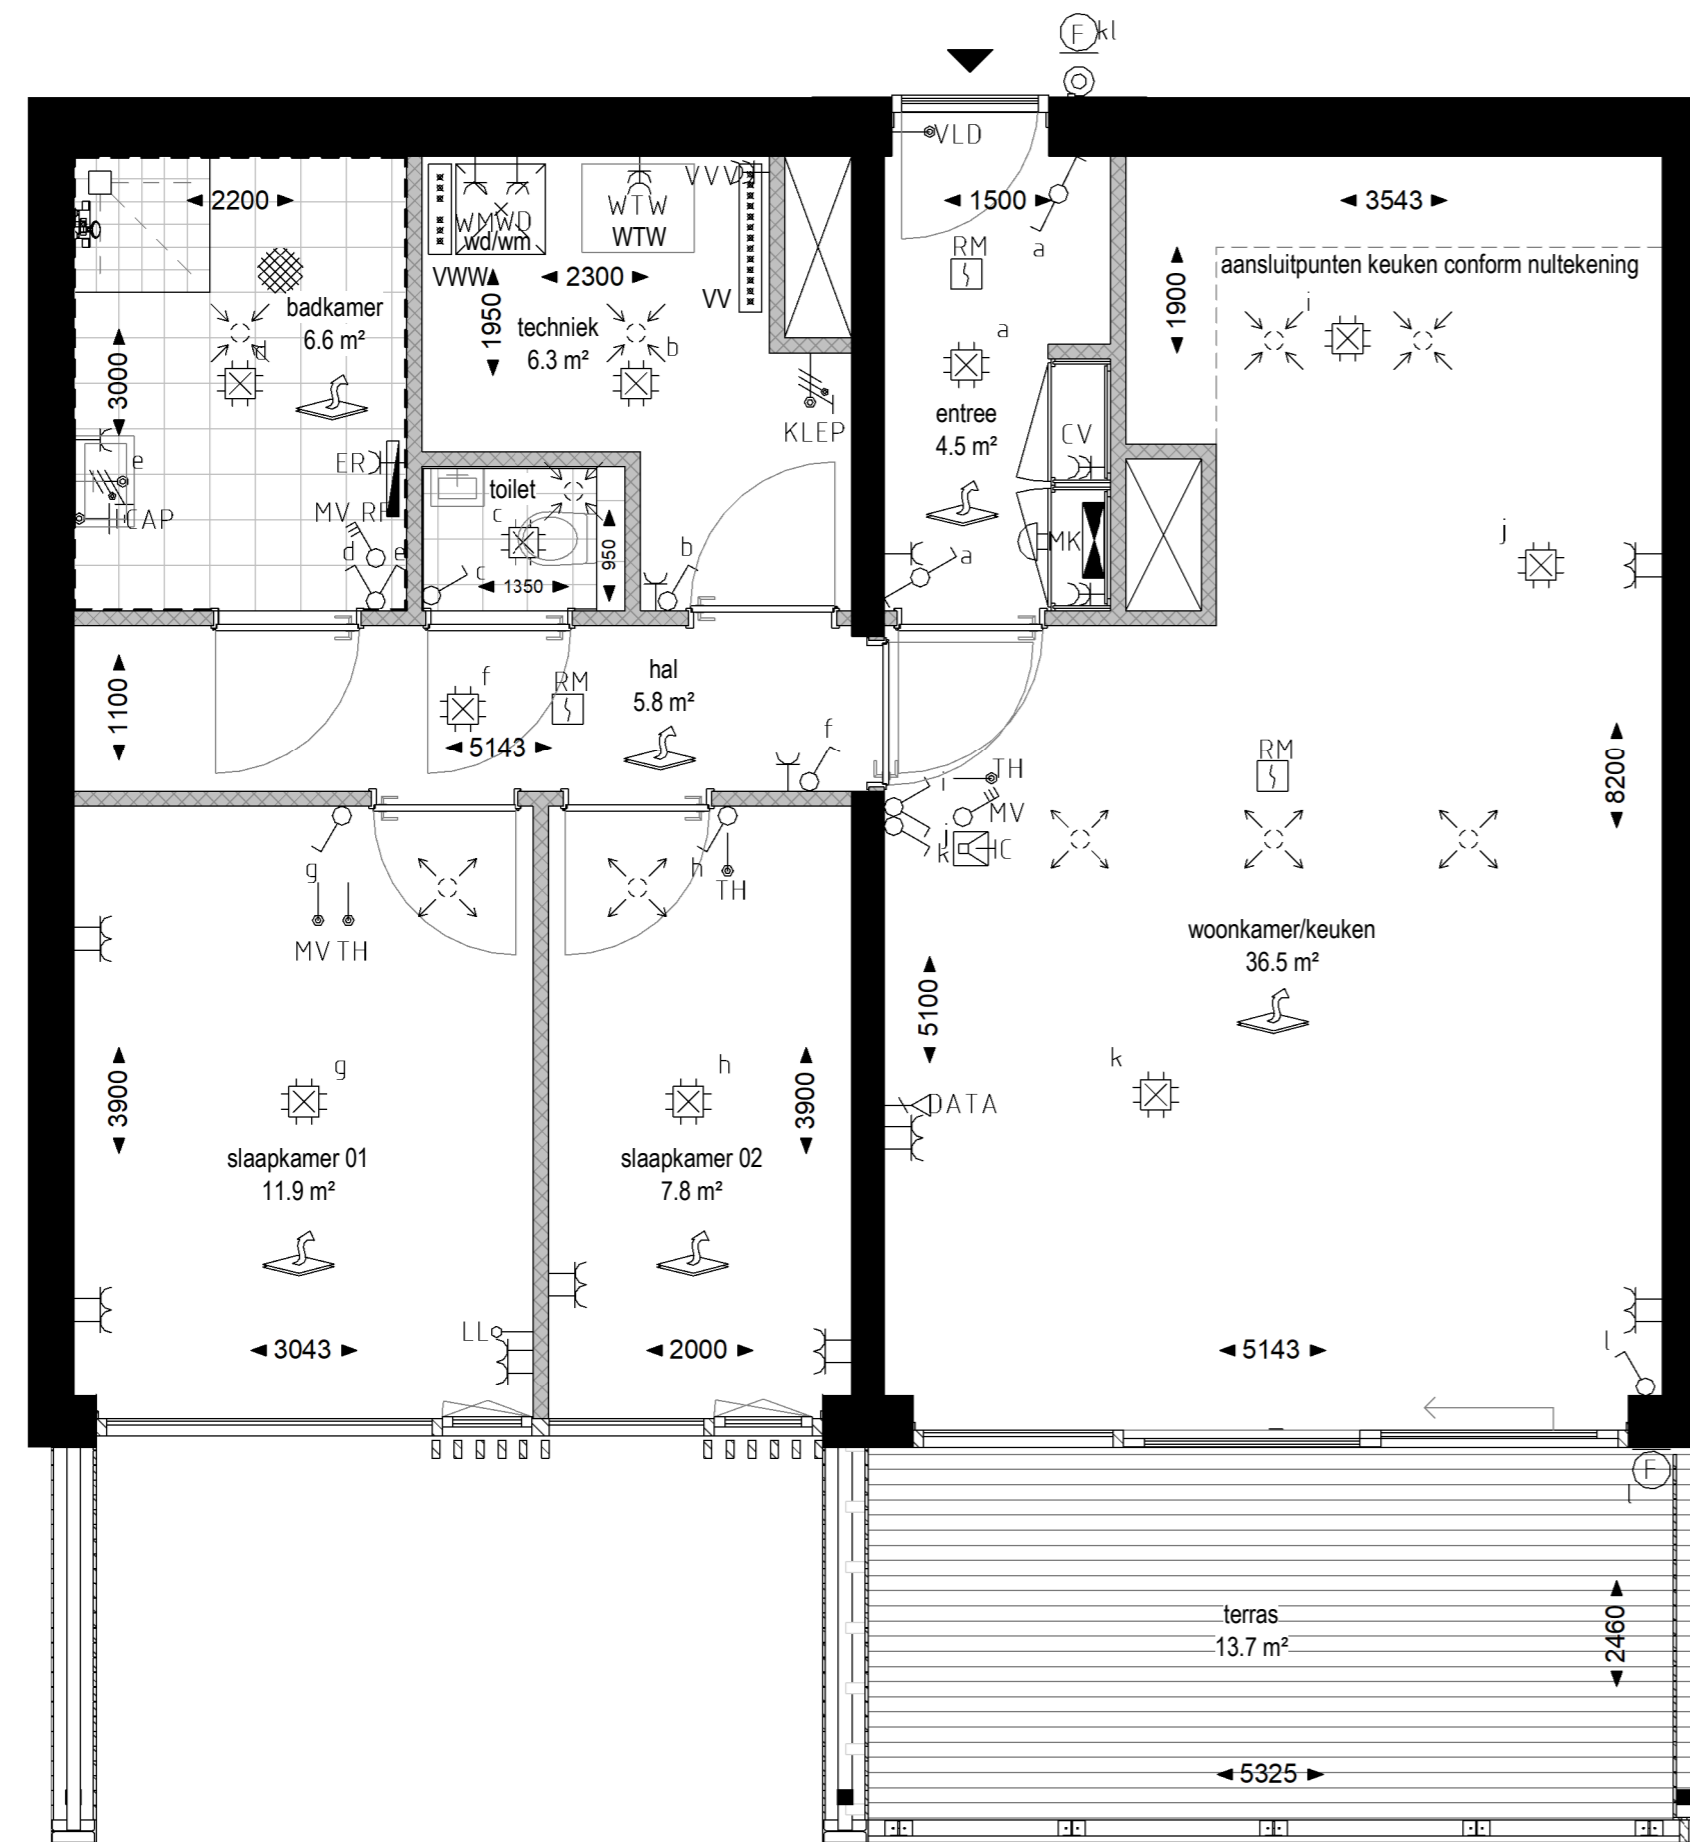 F kl
VLD
2200
WMWD
wd/wm
WTW
WTW
VVV
1500
a
3543
RM
aansluitpunten keuken conform nultekening
VWW
2300
1950
VV
1900
i
badkamer
6.6 m²
d
techniek
6.3 m²
b
a
3000
KLEP
entree
4.5 m²
CV
e
ER
toilet
c
CAP
MV
d
e
c
1350
950
b
a
MK
j
1100
f
RM
hal
5.8 m²
5143
f
i
TH
MV
j
k
RM
8200
g
MV TH
h
TH
woonkamer/keuken
36.5 m²
5100
3900
g
h
3900
DATA
k
slaapkamer 01
11.9 m²
slaapkamer 02
7.8 m²
LL
3043
2000
5143
l
F
l
terras
13.7 m²
2460
5325